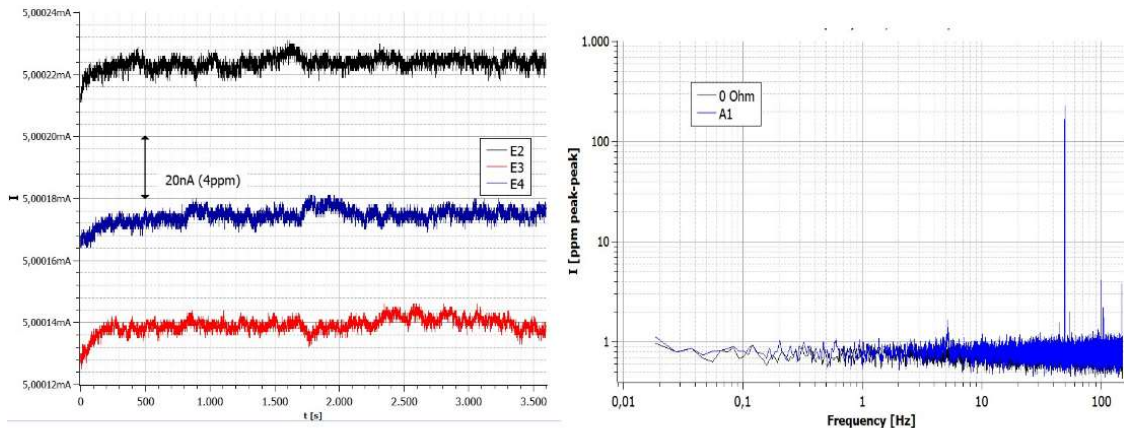 5,00024mA
5,00022mA
5,00020mA
5,00018mA
5,00016mA
5,00014mA
5,00012mA
I
20nA (4ppm)
E2
E3
E4
0
500
1.000
1.500
2.000
2.500
3.000
3.500
t [s]
1.000
100
10
1
I [ppm peak-peak]
0 Ohm
A1
0,01
0,1
1
10
100
Frequency [Hz]